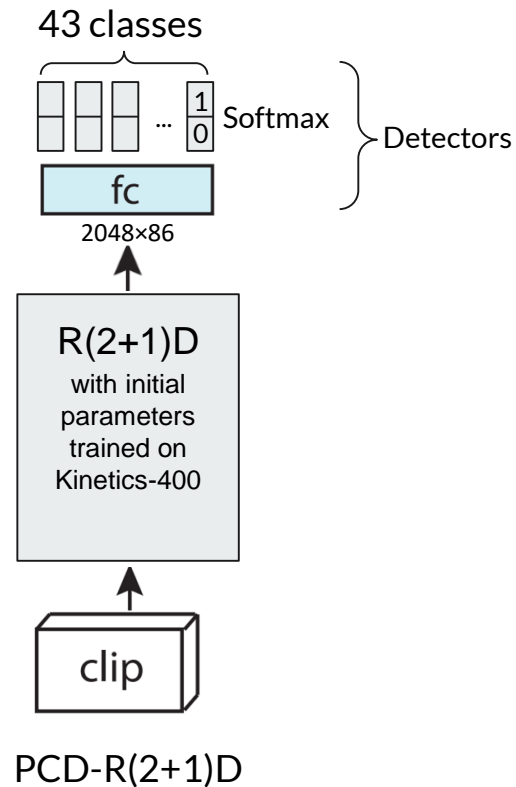 43 classes
1
... 0 Softmax
Detectors
fc
2048×86
R(2+1)D
with initial
parameters
trained on
Kinetics-400
clip
PCD-R(2+1)D